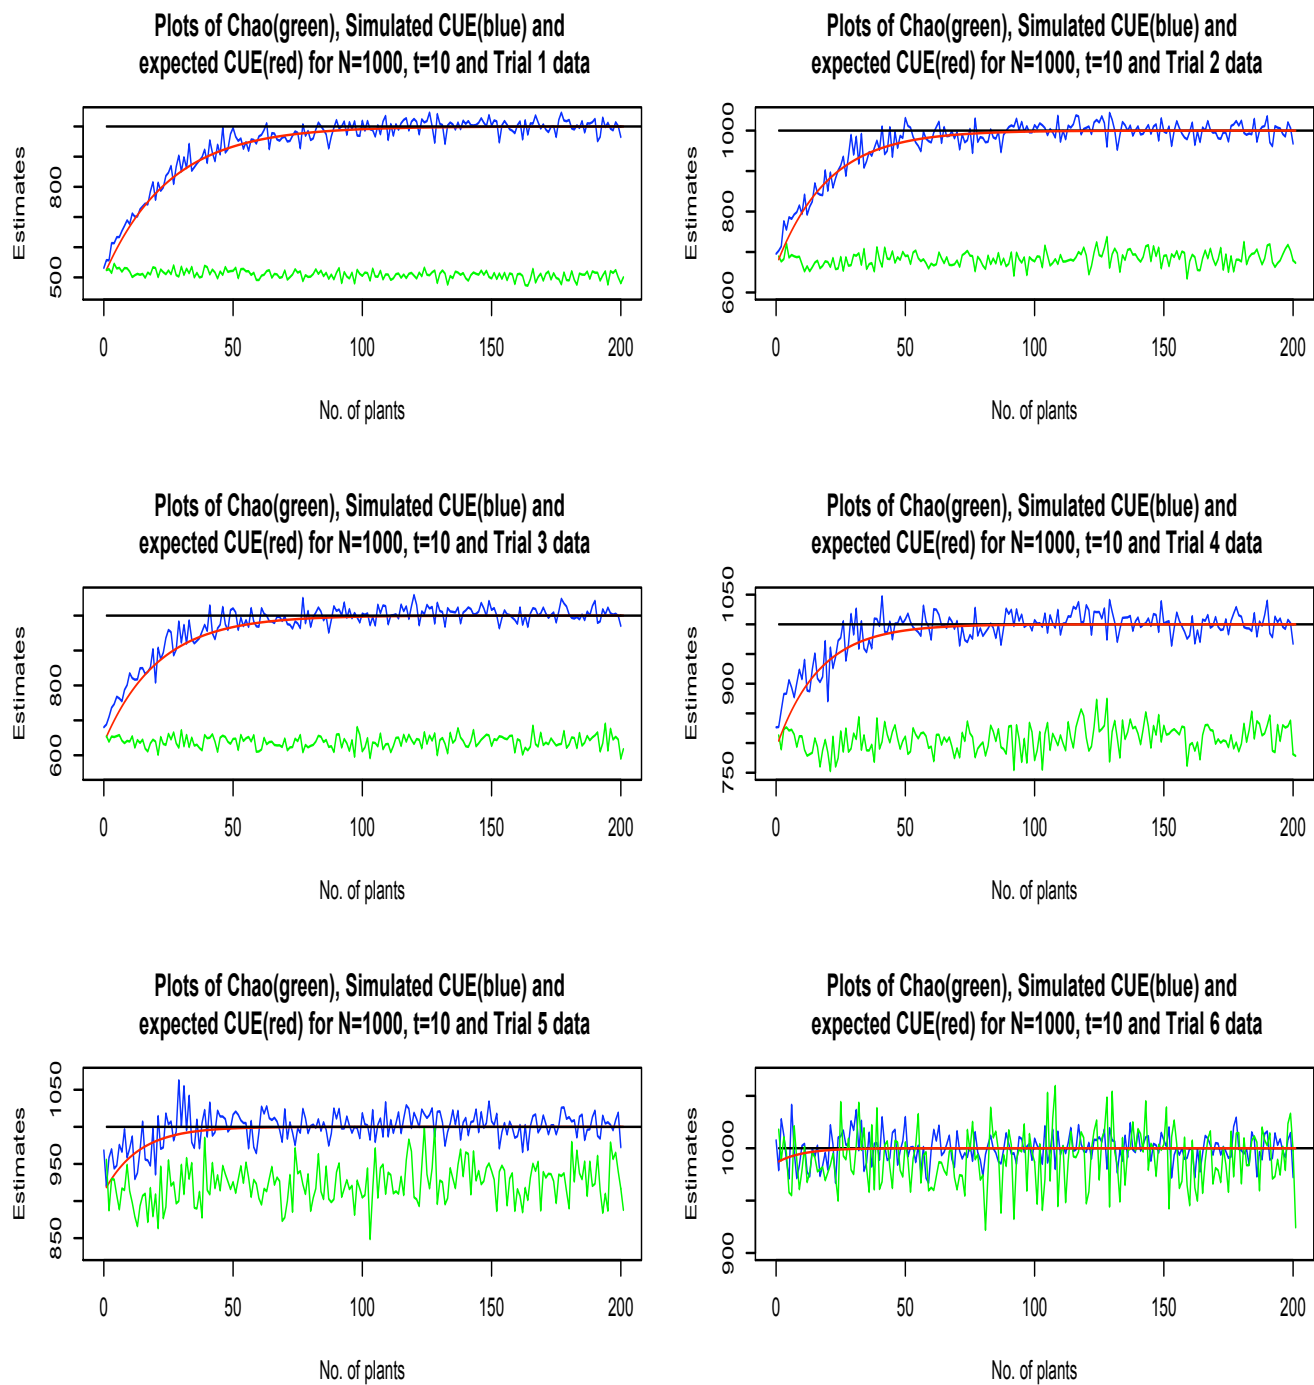 Plots of Chao(green), Simulated CUE(blue) and
expected CUE(red) for N=1000, t=10 and Trial 1 data
Estimates
500
800
0
50
100
150
200
No. of plants
Plots of Chao(green), Simulated CUE(blue) and
expected CUE(red) for N=1000, t=10 and Trial 2 data
Estimates
600
800
1000
0
50
100
150
200
No. of plants
Plots of Chao(green), Simulated CUE(blue) and
expected CUE(red) for N=1000, t=10 and Trial 3 data
Estimates
600
800
0
50
100
150
200
No. of plants
Plots of Chao(green), Simulated CUE(blue) and
expected CUE(red) for N=1000, t=10 and Trial 4 data
Estimates
750
900
1050
0
50
100
150
200
No. of plants
Plots of Chao(green), Simulated CUE(blue) and
expected CUE(red) for N=1000, t=10 and Trial 5 data
Estimates
850
950
1050
0
50
100
150
200
No. of plants
Plots of Chao(green), Simulated CUE(blue) and
expected CUE(red) for N=1000, t=10 and Trial 6 data
Estimates
900
1000
0
50
100
150
200
No. of plants